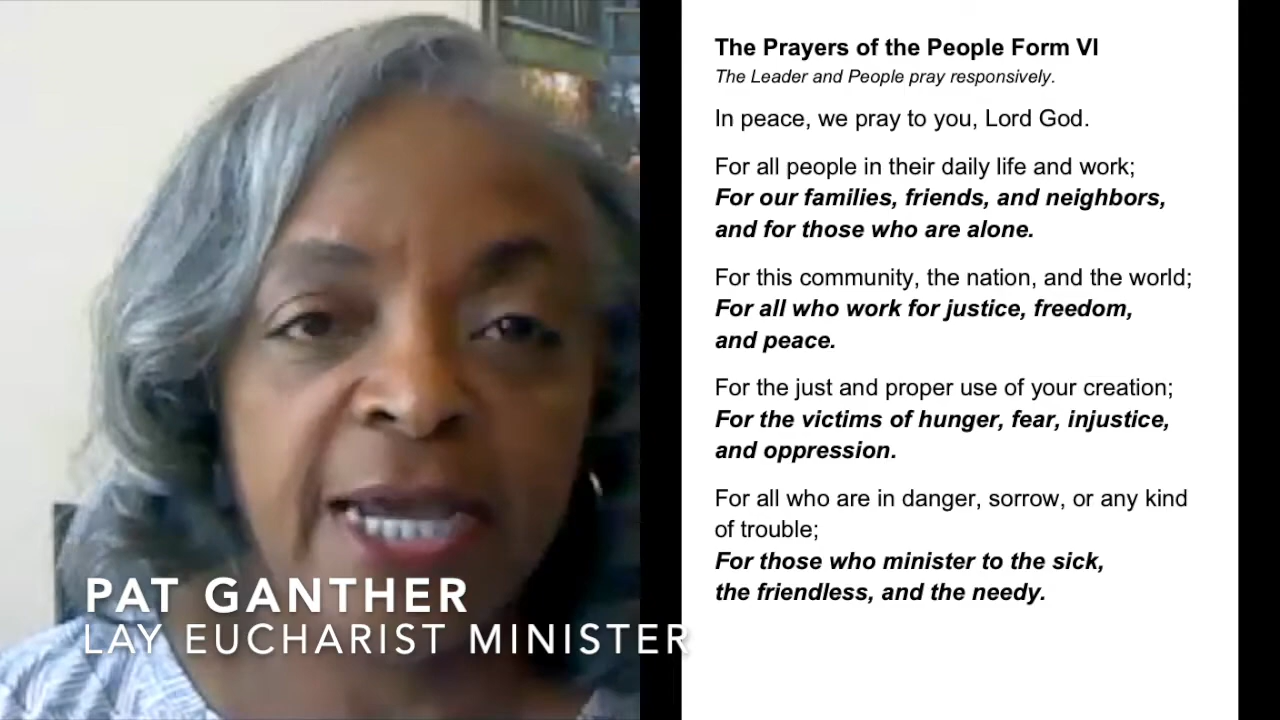 PAT GANTHER
LAY EUCHARIST MINISTER
The Prayers of the People Form VI
The Leader and People pray responsively.
In peace, we pray to you, Lord God.
For all people in their daily life and work;
For our families, friends, and neighbors,
and for those who are alone.
For this community, the nation, and the world;
For all who work for justice, freedom,
and peace.
For the just and proper use of your creation;
For the victims of hunger, fear, injustice,
and oppression.
For all who are in danger, sorrow, or any kind
of trouble;
For those who minister to the sick,
the friendless, and the needy.